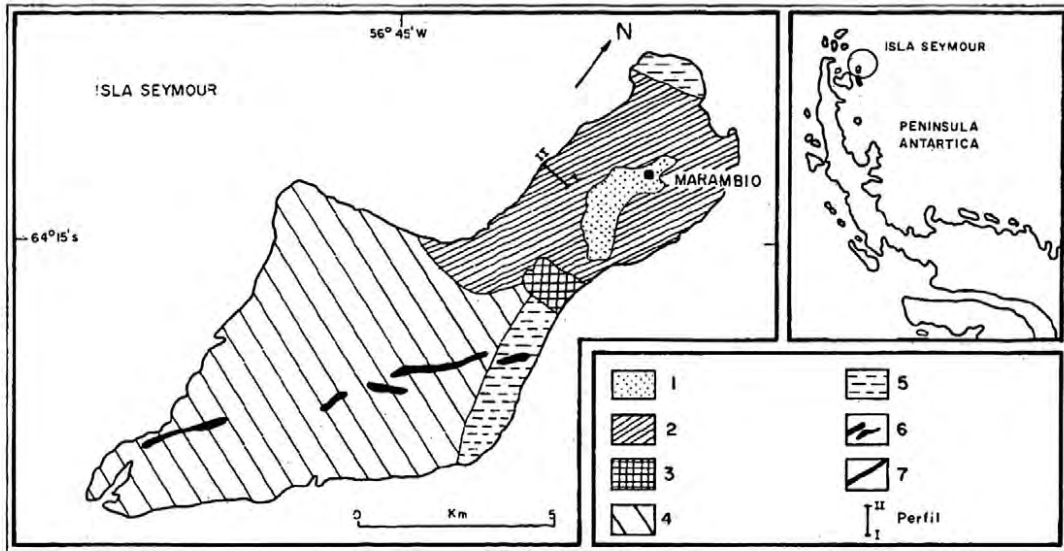 56° 45' W
N
ISLA SEYMOUR
II
I
MARAMBIO
64° 15's
0 Km 5
ISLA SEYMOUR
PENINSULA
ANTARTICA
1
2
3
4
5
6
7
II
I
Perfil